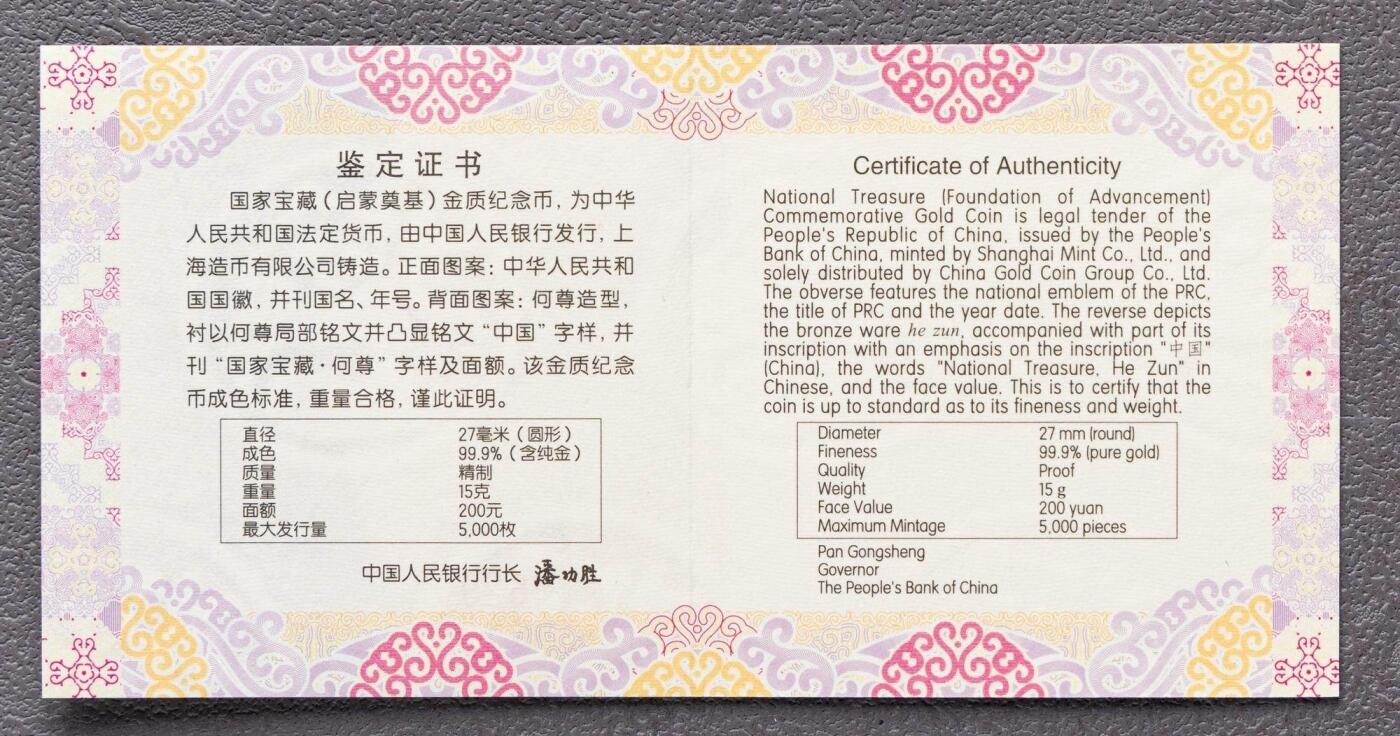 鉴定证书
国家宝藏（启蒙奠基）金质纪念币，为中华
人民共和国法定货币，由中国人民银行发行，上
海造币有限公司铸造。正面图案：中华人民共和
国国徽，并刊国名、年号。背面图案：何尊造型，
衬以何尊局部铭文并凸显铭文“中国”字样，并
刊“国家宝藏·何尊”字样及面额。该金质纪念
币成色标准，重量合格，谨此证明。
直径 27毫米（圆形）
成色 99.9%（含纯金）
质量 精制
重量 15克
面额 200元
最大发行量 5,000枚
中国人民银行行长 潘功胜
Certificate of Authenticity
National Treasure (Foundation of Advancement)
Commemorative Gold Coin is legal tender of the
People's Republic of China, issued by the People's
Bank of China, minted by Shanghai Mint Co., Ltd., and
solely distributed by China Gold Coin Group Co., Ltd.
The obverse features the national emblem of the PRC,
the title of PRC and the year date. The reverse depicts
the bronze ware he zun, accompanied with part of its
inscription with an emphasis on the inscription "中国"
(China), the words "National Treasure, He Zun" in
Chinese, and the face value. This is to certify that the
coin is up to standard as to its fineness and weight.
Diameter 27 mm (round)
Fineness 99.9% (pure gold)
Quality Proof
Weight 15 g
Face Value 200 yuan
Maximum Mintage 5,000 pieces
Pan Gongsheng
Governor
The People's Bank of China